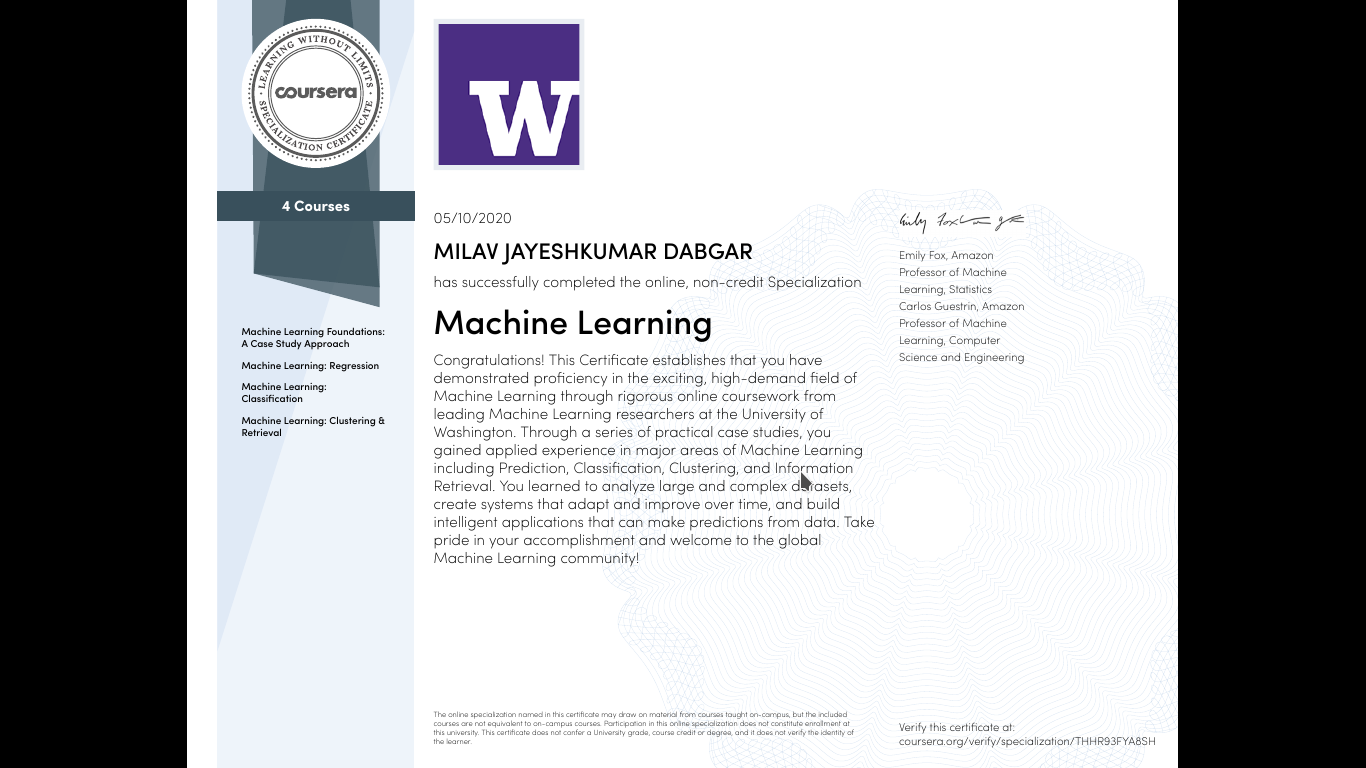 LEARNING WITHOUT LIMITS
coursera
SPECIALIZATION CERTIFICATE
4 Courses
Machine Learning Foundations:
A Case Study Approach
Machine Learning: Regression
Machine Learning:
Classification
Machine Learning: Clustering &
Retrieval
W
05/10/2020
MILAV JAYESHKUMAR DABGAR
has successfully completed the online, non-credit Specialization
Machine Learning
Congratulations! This Certificate establishes that you have
demonstrated proficiency in the exciting, high-demand field of
Machine Learning through rigorous online coursework from
leading Machine Learning researchers at the University of
Washington. Through a series of practical case studies, you
gained applied experience in major areas of Machine Learning
including Prediction, Classification, Clustering, and Information
Retrieval. You learned to analyze large and complex datasets,
create systems that adapt and improve over time, and build
intelligent applications that can make predictions from data. Take
pride in your accomplishment and welcome to the global
Machine Learning community!
Emily Fox, Amazon
Professor of Machine
Learning, Statistics
Carlos Guestrin, Amazon
Professor of Machine
Learning, Computer
Science and Engineering
The online specialization named in this certificate may draw on material from courses taught on-campus, but the included
courses are not equivalent to on-campus courses. Participation in this online specialization does not constitute enrollment at
this university. This certificate does not confer a University grade, course credit or degree, and it does not verify the identity of
the learner.
Verify this certificate at:
coursera.org/verify/specialization/THHR93FYA8SH